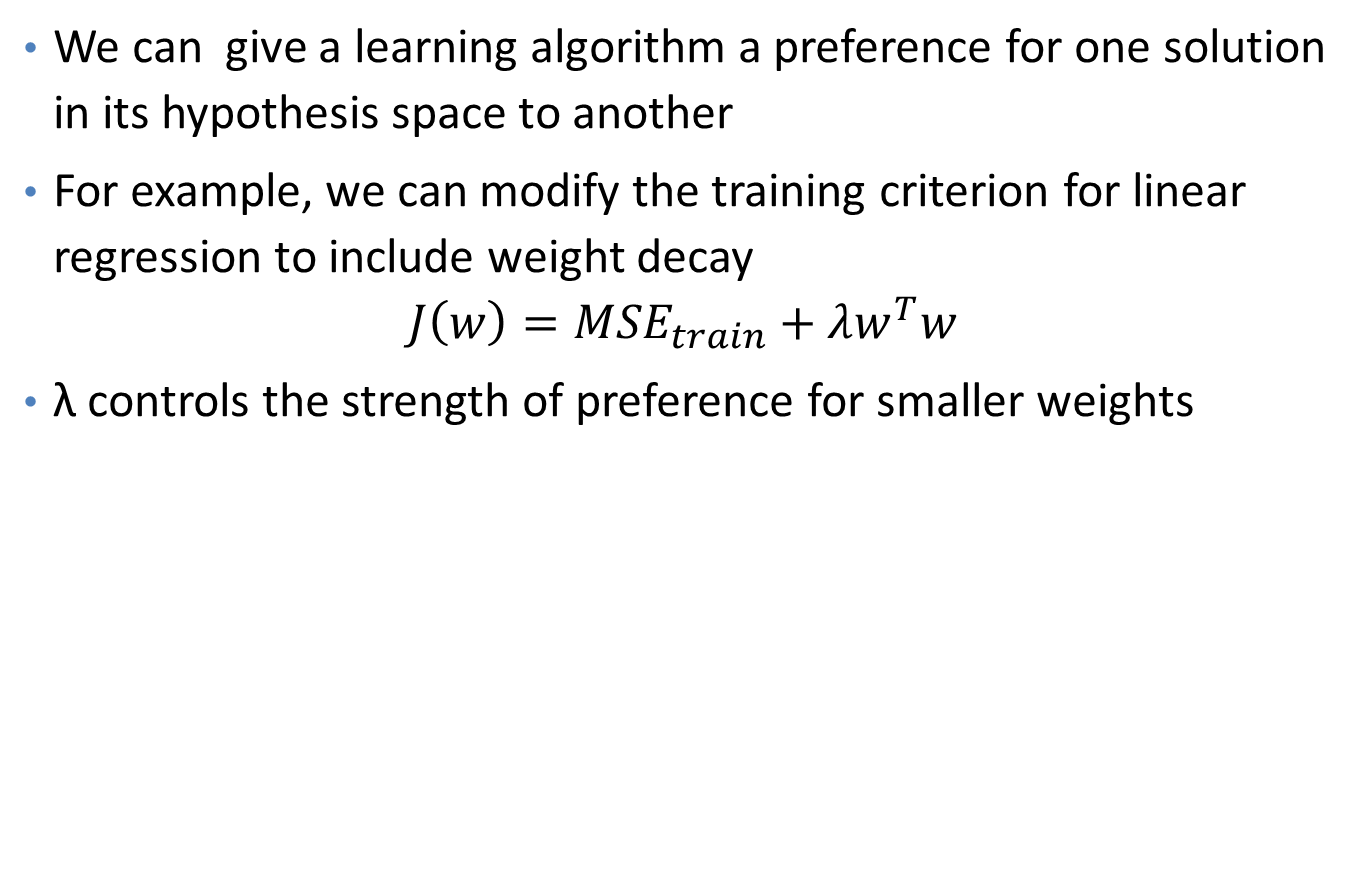 • We can  give a learning algorithm a preference for one solution
in its hypothesis space to another
• For example, we can modify the training criterion for linear
regression to include weight decay
J(w) = MSE_{train} + λw^T w
• λ controls the strength of preference for smaller weights